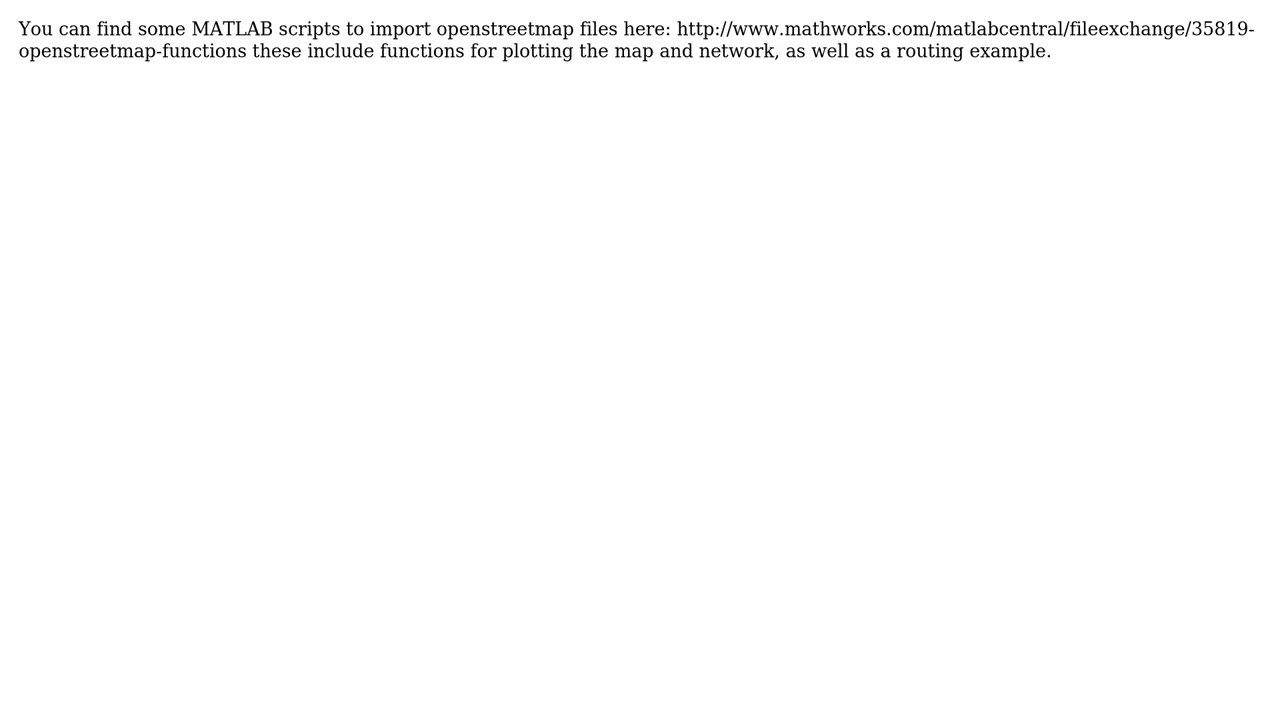 You can find some MATLAB scripts to import openstreetmap files here: http://www.mathworks.com/matlabcentral/fileexchange/35819-
openstreetmap-functions these include functions for plotting the map and network, as well as a routing example.